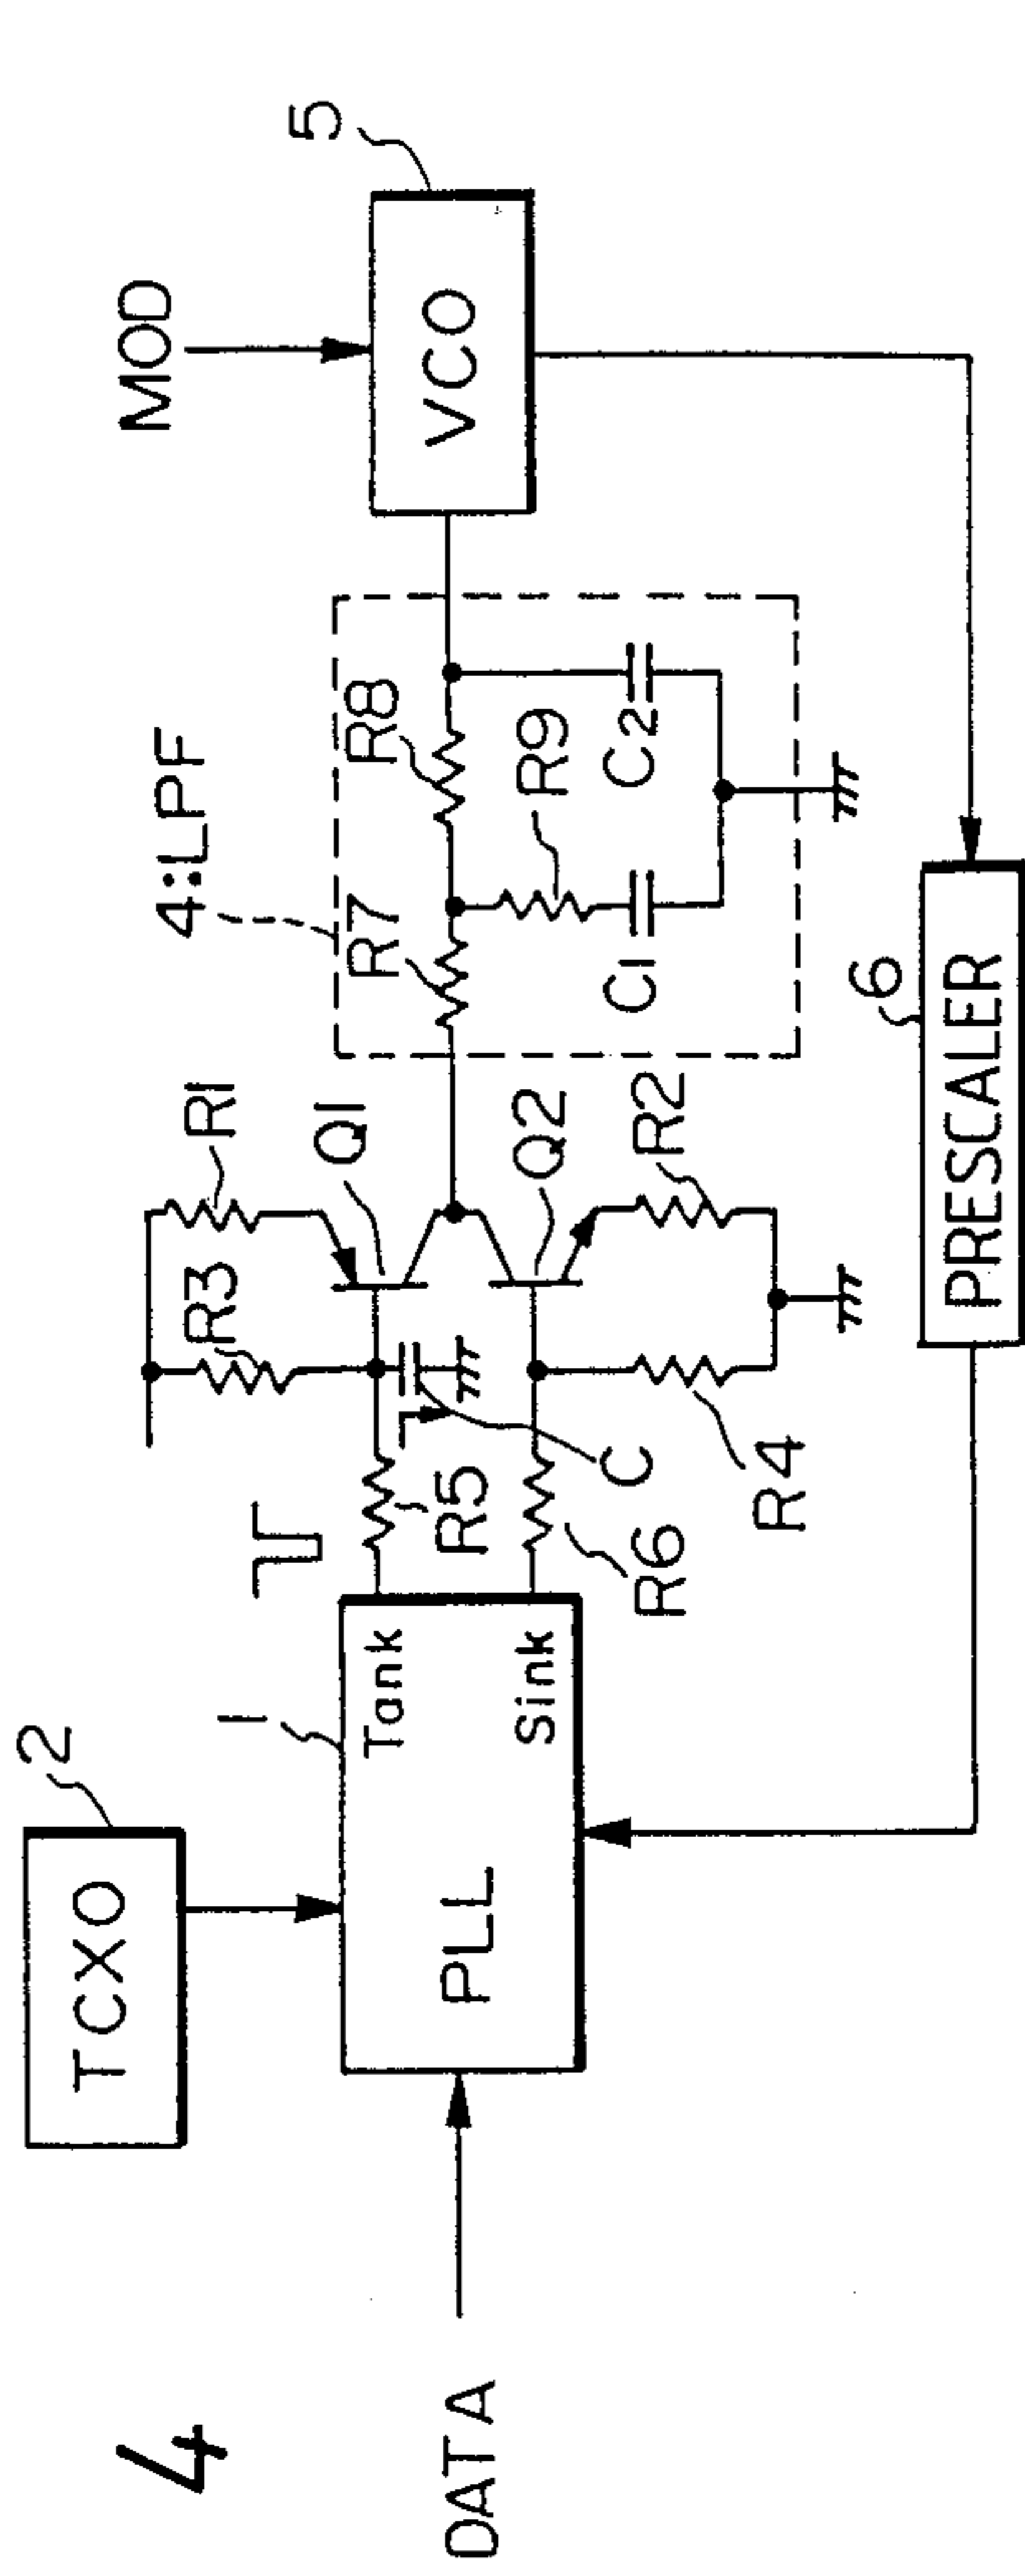 4
DATA
TCXO
2
PLL
1
Tank
Sink
R5
R6
C
R3
R4
R1
Q1
Q2
R2
4:LPF
R7
R8
R9
C1
C2
MOD
VCO
5
6
PRESCALER